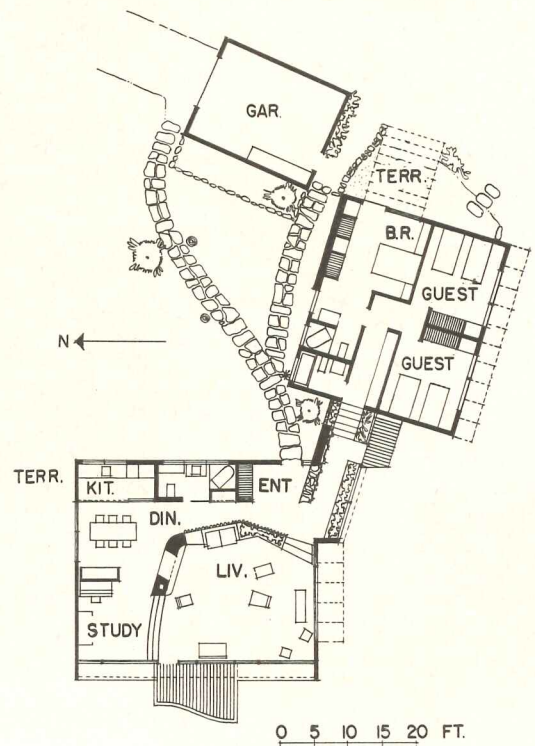 GAR.
TERR.
B.R.
GUEST
N
GUEST
TERR.
KIT.
ENT
DIN.
LIV.
STUDY
0 5 10 15 20 FT.